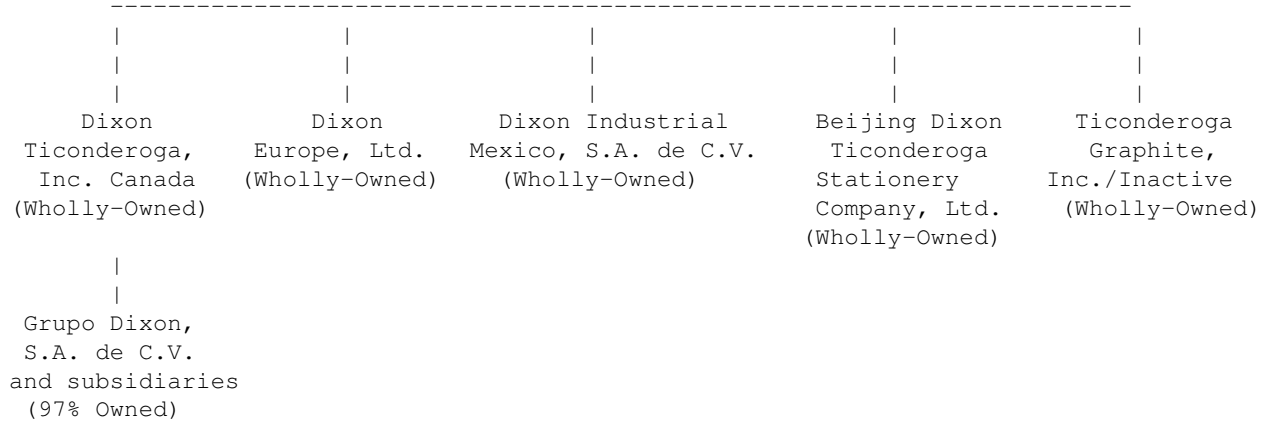 Dixon Dixon Dixon Industrial Beijing Dixon Ticonderoga
Ticonderoga, Europe, Ltd. Mexico, S.A. de C.V. Ticonderoga Graphite,
Inc. Canada (Wholly-Owned) (Wholly-Owned) Stationery Inc./Inactive
(Wholly-Owned) Company, Ltd. (Wholly-Owned)
(Wholly-Owned)
Grupo Dixon,
S.A. de C.V.
and subsidiaries
(97% Owned)